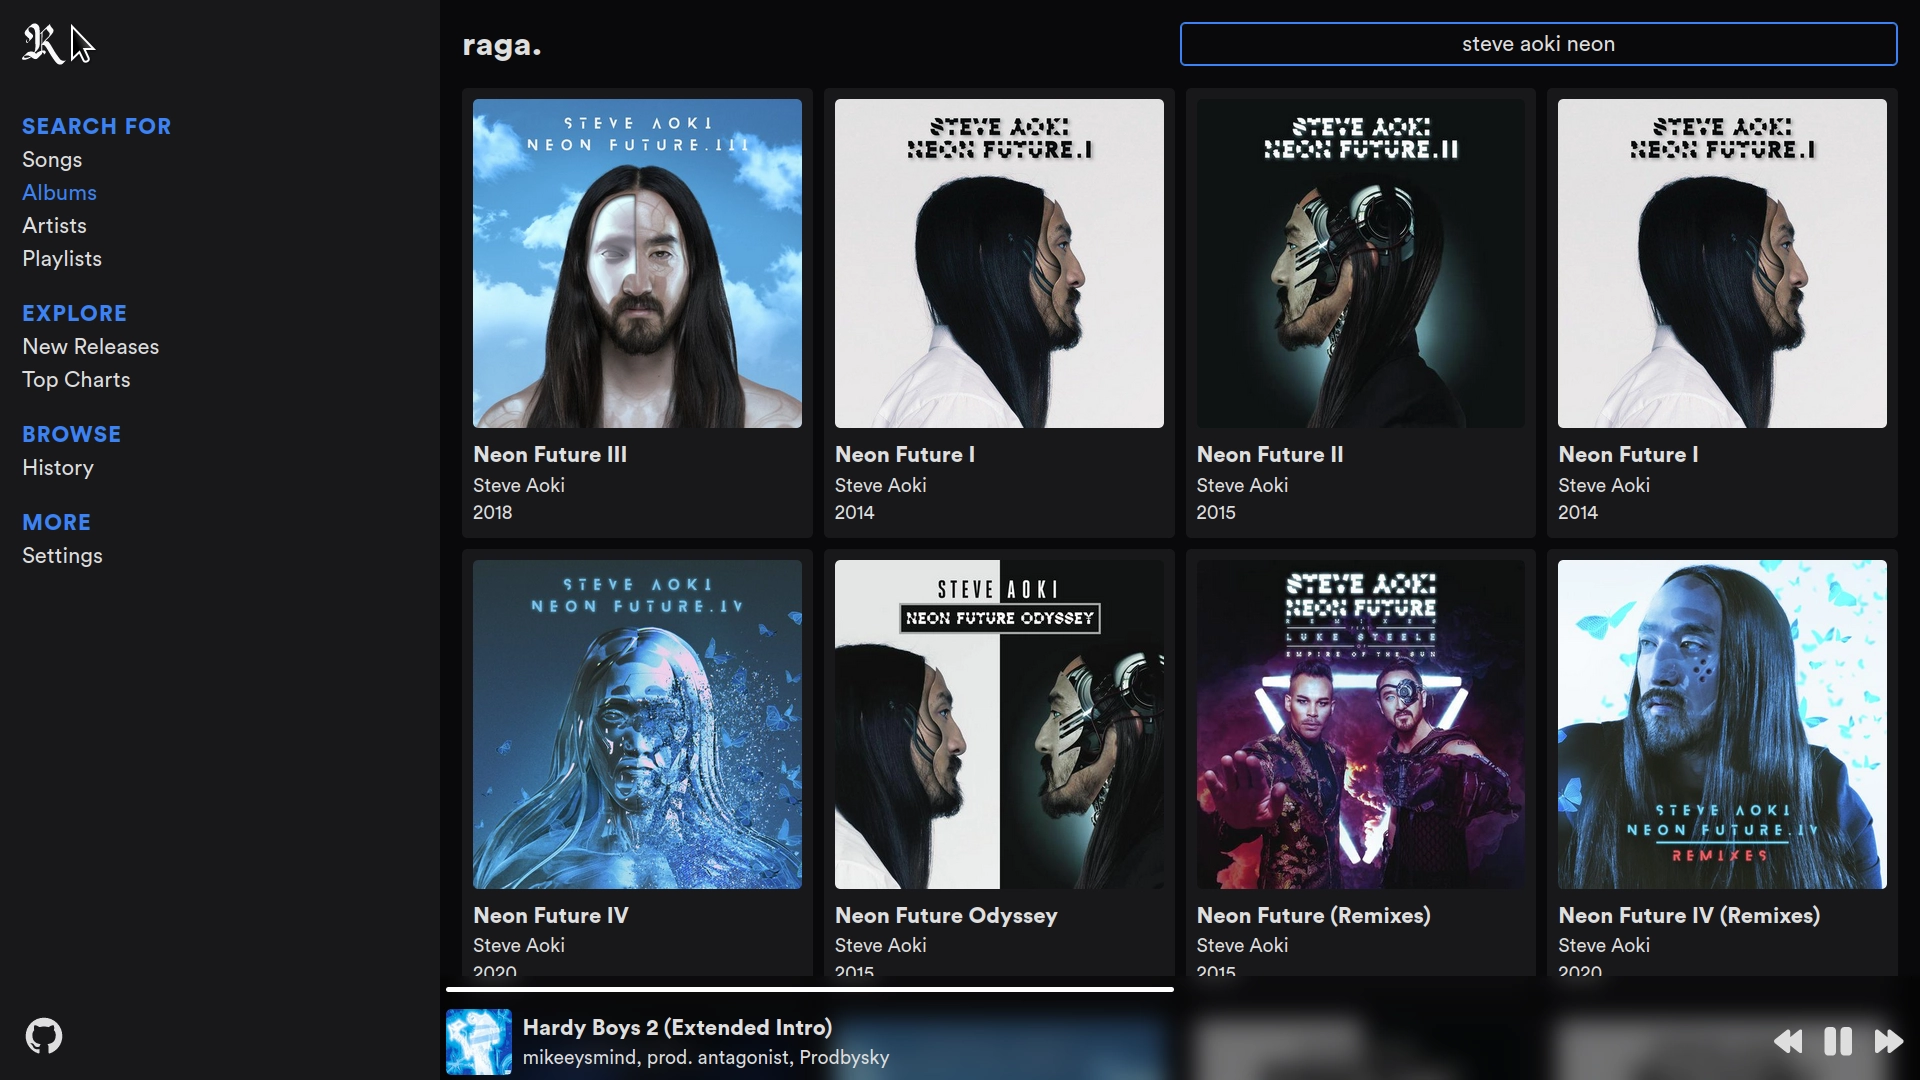 R
SEARCH FOR
Songs
Albums
Artists
Playlists
EXPLORE
New Releases
Top Charts
BROWSE
History
MORE
Settings
raga.
steve aoki neon
STEVE AOKI
NEON FUTURE.III
Neon Future III
Steve Aoki
2018
STEVE AOKI
NEON FUTURE.I
Neon Future I
Steve Aoki
2014
STEVE AOKI
NEON FUTURE.II
Neon Future II
Steve Aoki
2015
STEVE AOKI
NEON FUTURE.I
Neon Future I
Steve Aoki
2014
STEVE AOKI
NEON FUTURE.IV
Neon Future IV
Steve Aoki
2020
STEVE AOKI
NEON FUTURE ODYSSEY
Neon Future Odyssey
Steve Aoki
2015
STEVE AOKI
NEON FUTURE
REMIXES
FEAT.
LUKE STEELE
OF
EMPIRE OF THE SUN
Neon Future (Remixes)
Steve Aoki
2015
STEVE AOKI
NEON FUTURE.IV
REMIXES
Neon Future IV (Remixes)
Steve Aoki
2020
Hardy Boys 2 (Extended Intro)
mikeeysmind, prod. antagonist, Prodbysky